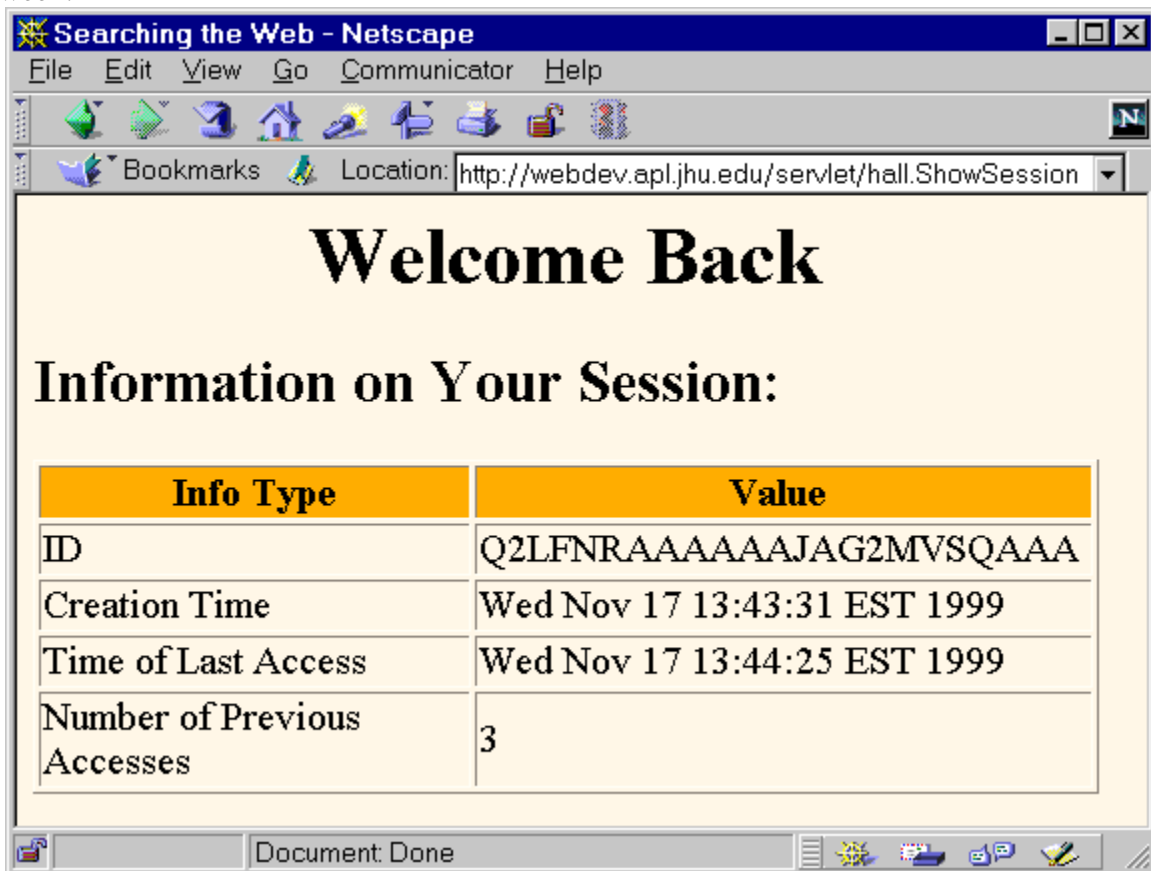 Searching the Web - Netscape
File Edit View Go Communicator Help
N
Bookmarks Location: http://webdev.apl.jhu.edu/servlet/hall.ShowSession
Welcome Back
Information on Your Session:
Info Type Value
ID Q2LFNRAAAAAAJAG2MVSQAAA
Creation Time Wed Nov 17 13:43:31 EST 1999
Time of Last Access Wed Nov 17 13:44:25 EST 1999
Number of Previous
Accesses 3
Document: Done